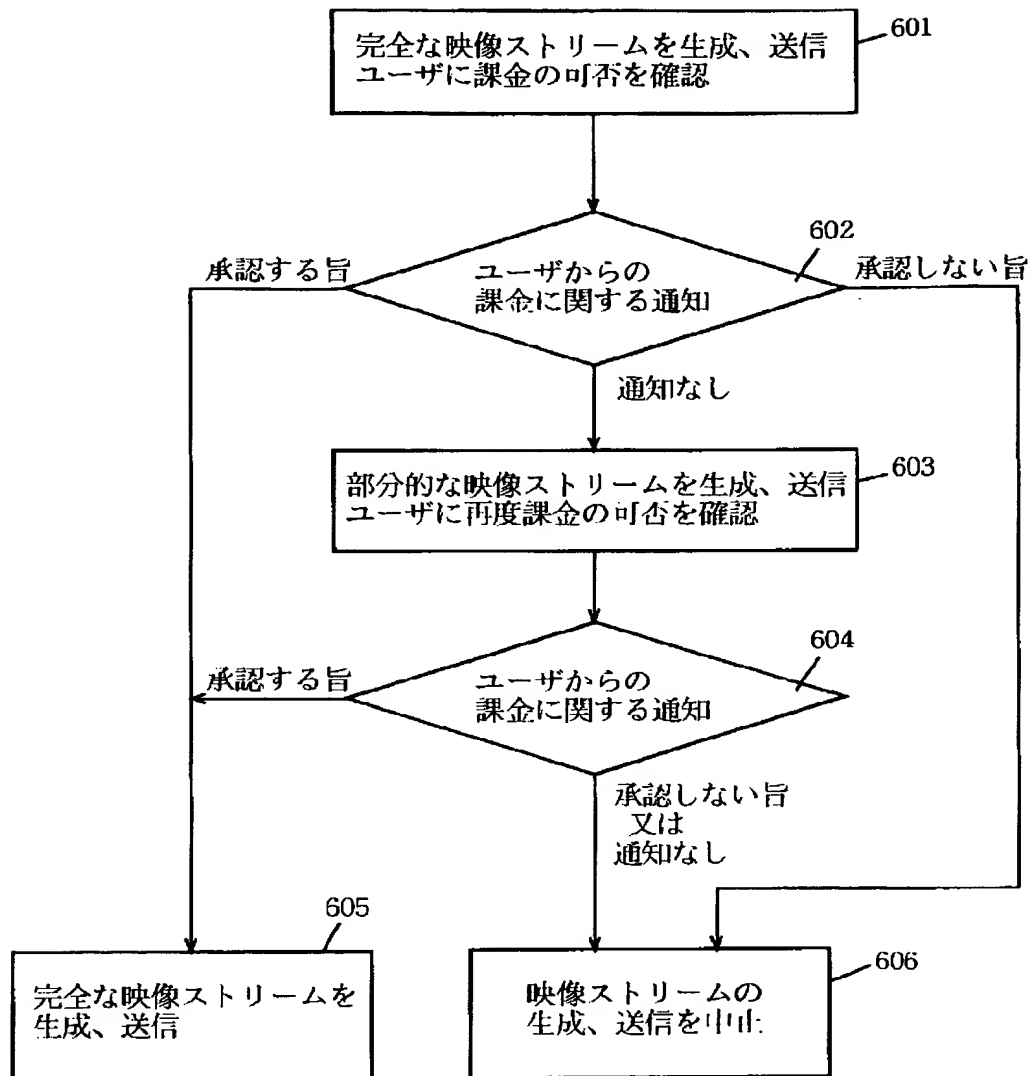 完全な映像ストリームを生成、送信
ユーザに課金の可否を確認
601
602
承認する旨
ユーザからの
課金に関する通知
承認しない旨
通知なし
603
部分的な映像ストリームを生成、送信
ユーザに再度課金の可否を確認
604
承認する旨
ユーザからの
課金に関する通知
承認しない旨
又は
通知なし
605
完全な映像ストリームを
生成、送信
606
映像ストリームの
生成、送信を中止